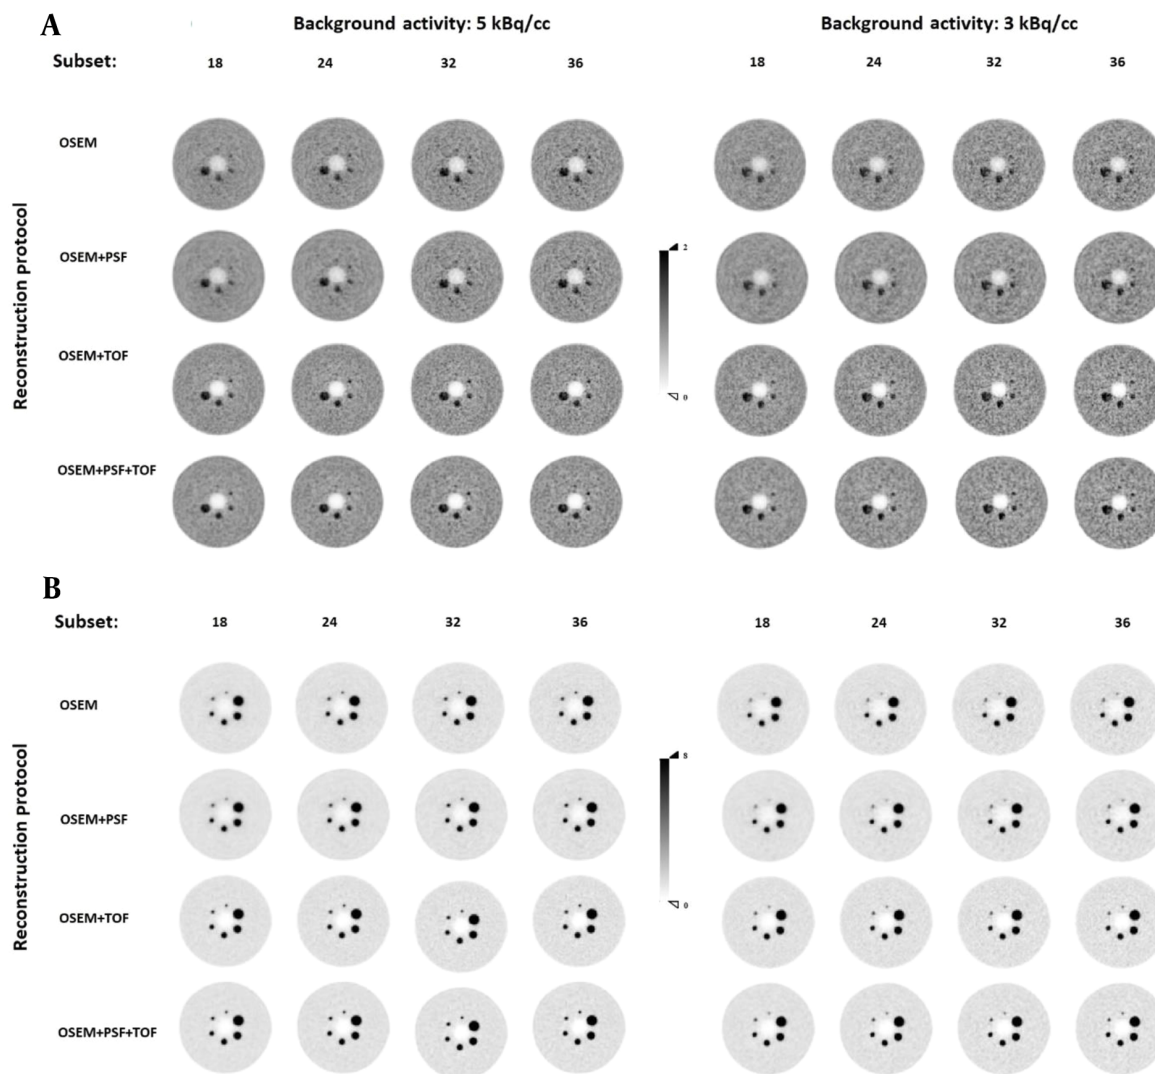 A
Background activity: 5 kBq/cc Background activity: 3 kBq/cc
Subset: 18 24 32 36 18 24 32 36
Reconstruction protocol
OSEM
OSEM+PSF
OSEM+TOF
OSEM+PSF+TOF
2
0
B
Subset: 18 24 32 36 18 24 32 36
Reconstruction protocol
OSEM
OSEM+PSF
OSEM+TOF
OSEM+PSF+TOF
8
0